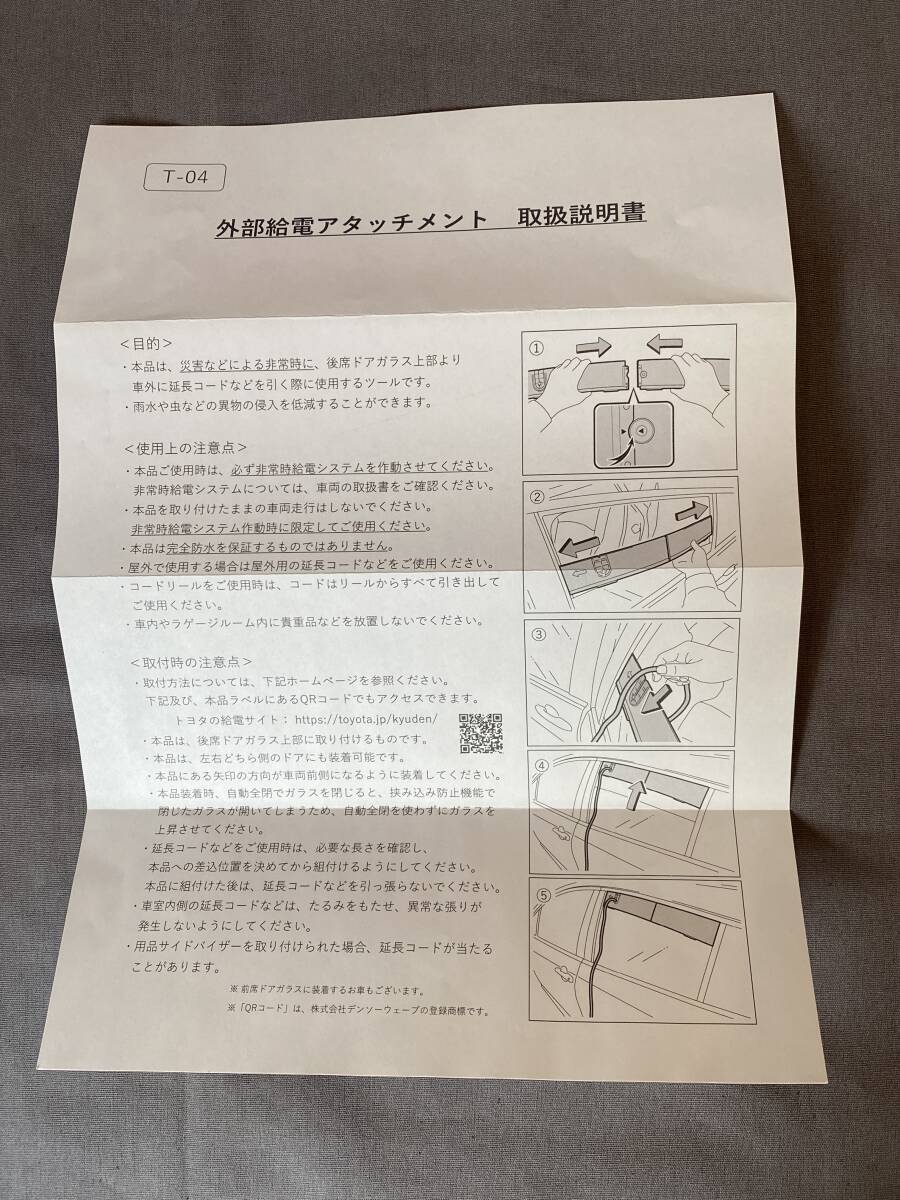 T-04
外部給電アタッチメント　取扱説明書
＜目的＞
・本品は、災害などによる非常時に、後席ドアガラス上部より
車外に延長コードなどを引く際に使用するツールです。
・雨水や虫などの異物の侵入を低減することができます。
＜使用上の注意点＞
・本品ご使用時は、必ず非常時給電システムを作動させてください。
非常時給電システムについては、車両の取扱書をご確認ください。
・本品を取り付けたままの車両走行はしないでください。
非常時給電システム作動時に限定してご使用ください。
・本品は完全防水を保証するものではありません。
・屋外で使用する場合は屋外用の延長コードなどをご使用ください。
・コードリールをご使用時は、コードはリールからすべて引き出して
ご使用ください。
・車内やラゲージルーム内に貴重品などを放置しないでください。
＜取付時の注意点＞
・取付方法については、下記ホームページを参照ください。
下記及び、本品ラベルにあるQRコードでもアクセスできます。
トヨタの給電サイト： https://toyota.jp/kyuden/
・本品は、後席ドアガラス上部に取り付けるものです。
・本品は、左右どちら側のドアにも装着可能です。
・本品にある矢印の方向が車両前側になるように装着してください。
・本品装着時、自動全閉でガラスを閉じると、挟み込み防止機能で
閉じたガラスが開いてしまうため、自動全閉を使わずにガラスを
上昇させてください。
・延長コードなどをご使用時は、必要な長さを確認し、
本品への差込位置を決めてから組付けるようにしてください。
本品に組付けた後は、延長コードなどを引っ張らないでください。
・車室内側の延長コードなどは、たるみをもたせ、異常な張りが
発生しないようにしてください。
・用品サイドバイザーを取り付けられた場合、延長コードが当たる
ことがあります。
※ 前席ドアガラスに装着するお車もございます。
※「QRコード」は、株式会社デンソーウェーブの登録商標です。
①
②
③
④
⑤